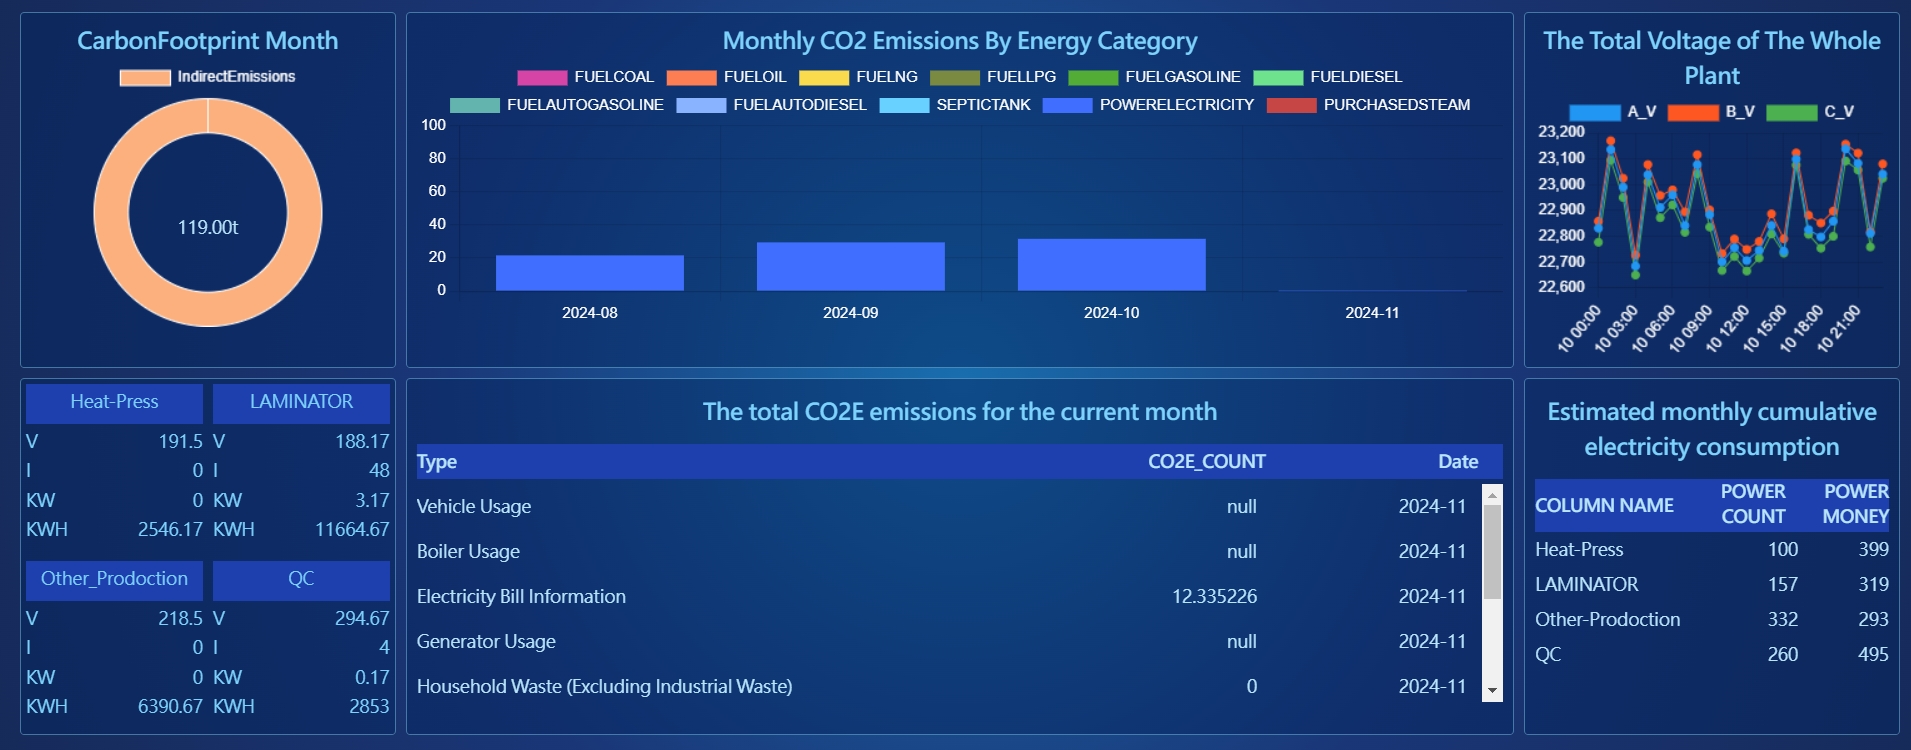 CarbonFootprint Month
IndirectEmissions
119.00t
Monthly CO2 Emissions By Energy Category
FUELCOAL FUELOIL FUELNG FUELLPG FUELGASOLINE FUELDIESEL
FUELAUTOGASOLINE FUELAUTODIESEL SEPTICTANK POWERELECTRICITY PURCHASEDSTEAM
100
80
60
40
20
0
2024-08 2024-09 2024-10 2024-11
The Total Voltage of The Whole
Plant
A_V B_V C_V
23,200
23,100
23,000
22,900
22,800
22,700
22,600
10 00:00 10 03:00 10 06:00 10 09:00 10 12:00 10 15:00 10 18:00 10 21:00
Heat-Press LAMINATOR
V 191.5 V 188.17
I 0 I 48
KW 0 KW 3.17
KWH 2546.17 KWH 11664.67
Other_Prodoction QC
V 218.5 V 294.67
I 0 I 4
KW 0 KW 0.17
KWH 6390.67 KWH 2853
The total CO2E emissions for the current month
Type CO2E_COUNT Date
Vehicle Usage null 2024-11
Boiler Usage null 2024-11
Electricity Bill Information 12.335226 2024-11
Generator Usage null 2024-11
Household Waste (Excluding Industrial Waste) 0 2024-11
Estimated monthly cumulative
electricity consumption
COLUMN NAME POWER COUNT POWER MONEY
Heat-Press 100 399
LAMINATOR 157 319
Other-Production 332 293
QC 260 495